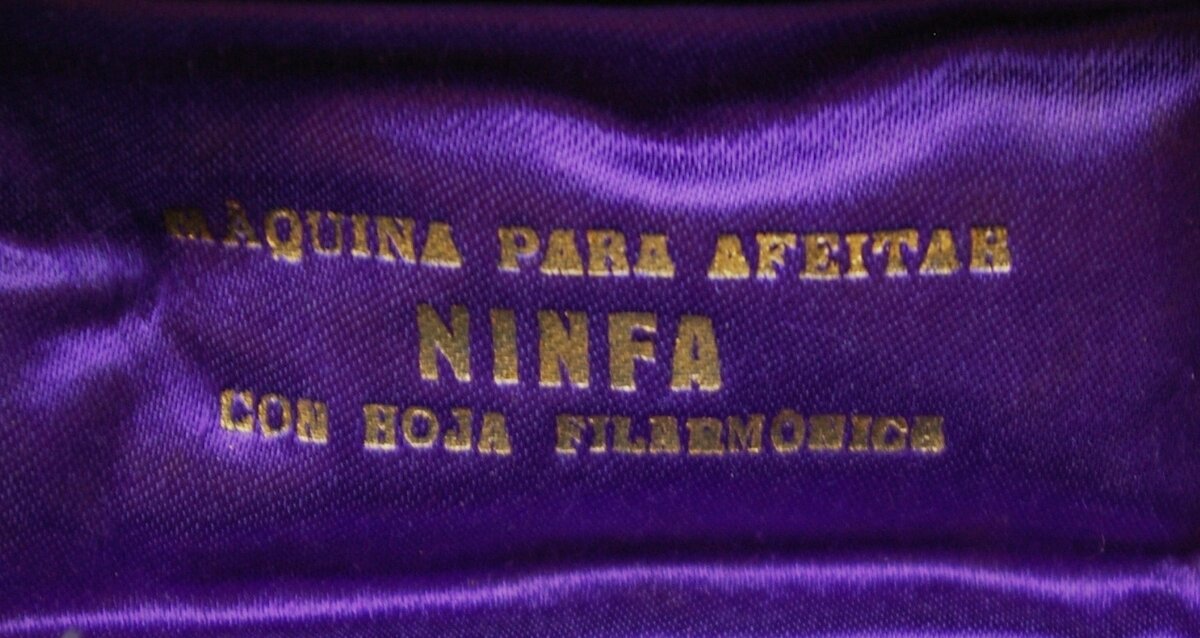 MÁQUINA PARA AFEITAR
NINFA
CON HOJA FILARMÓNICA